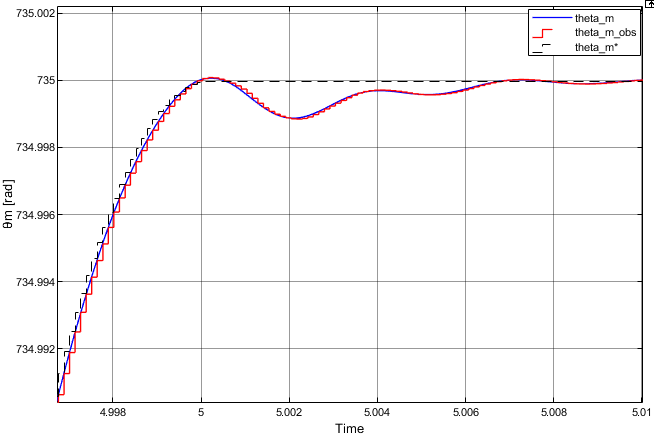 735.002
theta_m
theta_m_obs
theta_m*
735
734.998
734.996
734.994
734.992
θm [rad]
4.998
5
5.002
5.004
5.006
5.008
5.01
Time